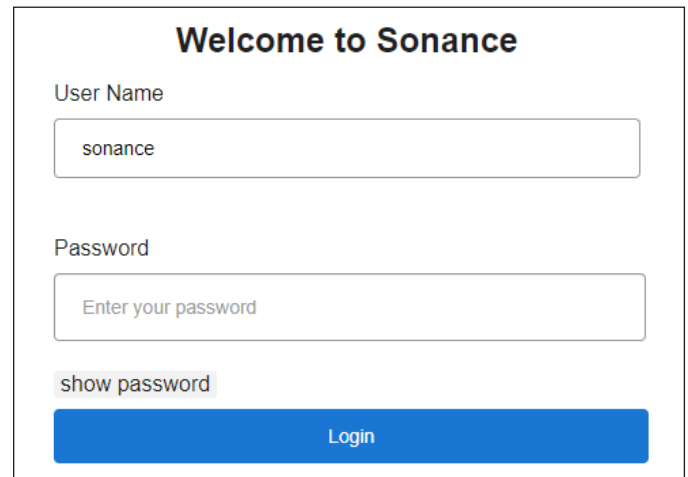 Welcome to Sonance
User Name
sonance
Password
Enter your password
show password
Login